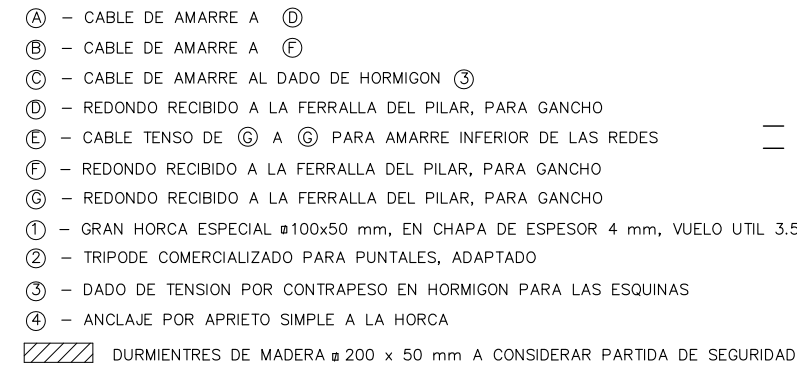 Ⓐ – CABLE DE AMARRE A Ⓓ
Ⓑ – CABLE DE AMARRE A Ⓕ
Ⓒ – CABLE DE AMARRE AL DADO DE HORMIGON ③
Ⓓ – REDONDO RECIBIDO A LA FERRALLA DEL PILAR, PARA GANCHO
Ⓔ – CABLE TENSO DE Ⓖ A Ⓖ PARA AMARRE INFERIOR DE LAS REDES
Ⓕ – REDONDO RECIBIDO A LA FERRALLA DEL PILAR, PARA GANCHO
Ⓖ – REDONDO RECIBIDO A LA FERRALLA DEL PILAR, PARA GANCHO
① – GRAN HORCA ESPECIAL 100x50 mm, EN CHAPA DE ESPESOR 4 mm, VUELO UTIL 3.5
② – TRIPODE COMERCIALIZADO PARA PUNTALES, ADAPTADO
③ – DADO DE TENSION POR CONTRAPESO EN HORMIGON PARA LAS ESQUINAS
④ – ANCLAJE POR APRIETO SIMPLE A LA HORCA
DURMIENTRES DE MADERA 200 x 50 mm A CONSIDERAR PARTIDA DE SEGURIDAD